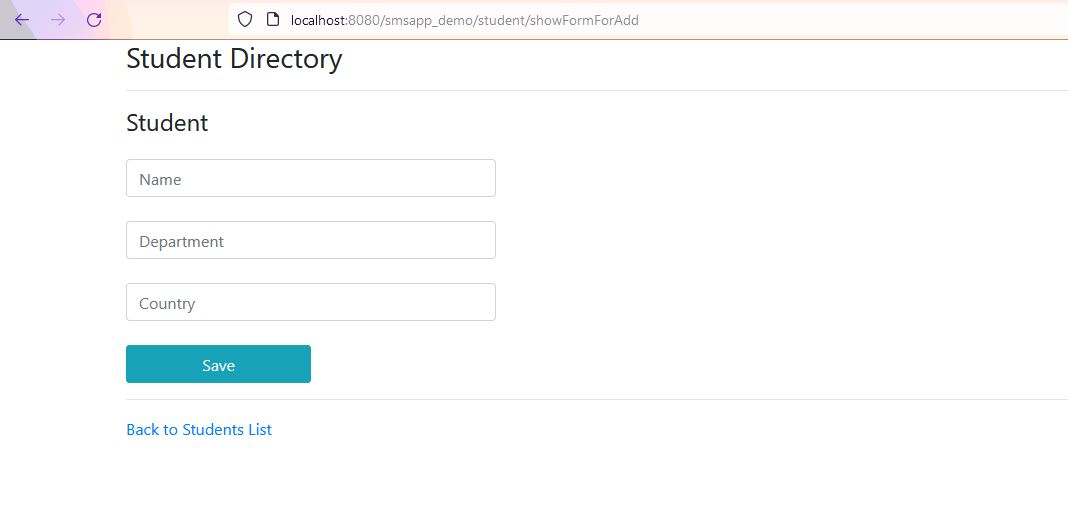 localhost:8080/smsapp_demo/student/showFormForAdd
Student Directory
Student
Name
Department
Country
Save
Back to Students List